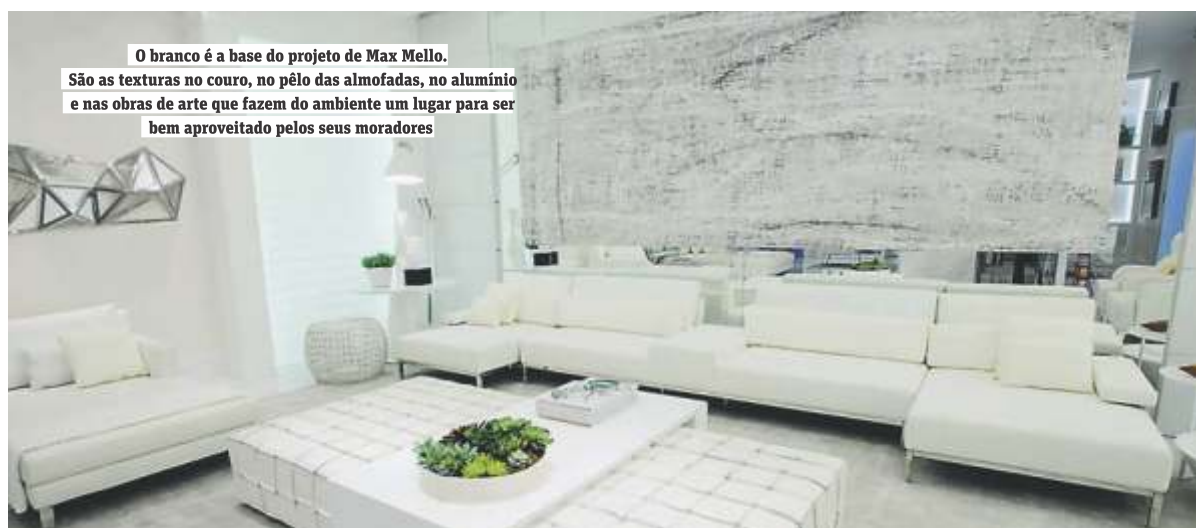 O branco é a base do projeto de Max Mello.
São as texturas no couro, no pêlo das almofadas, no alumínio
e nas obras de arte que fazem do ambiente um lugar para ser
bem aproveitado pelos seus moradores